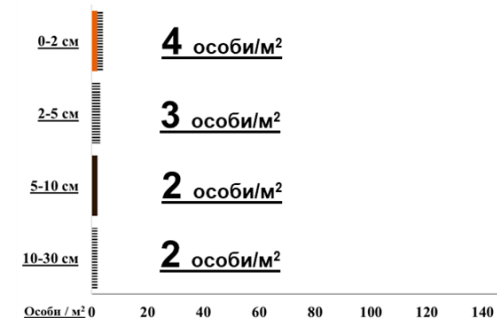 0-2 см 4 особи/м²
2-5 см 3 особи/м²
5-10 см 2 особи/м²
10-30 см 2 особи/м²
Особи / м² 0 20 40 60 80 100 120 140